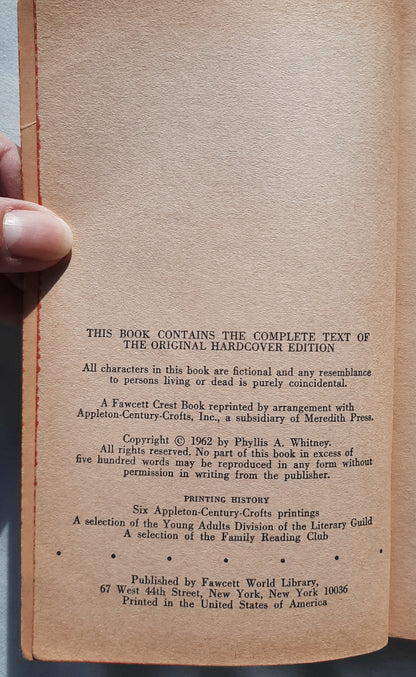 THIS BOOK CONTAINS THE COMPLETE TEXT OF
THE ORIGINAL HARDCOVER EDITION
All characters in this book are fictional and any resemblance
to persons living or dead is purely coincidental.
A Fawcett Crest Book reprinted by arrangement with
Appleton-Century-Crofts, Inc., a subsidiary of Meredith Press.
Copyright © 1962 by Phyllis A. Whitney.
All rights reserved. No part of this book in excess of
five hundred words may be reproduced in any form without
permission in writing from the publisher.
PRINTING HISTORY
Six Appleton-Century-Crofts printings
A selection of the Young Adults Division of the Literary Guild
A selection of the Family Reading Club
Published by Fawcett World Library,
67 West 44th Street, New York, New York 10036
Printed in the United States of America